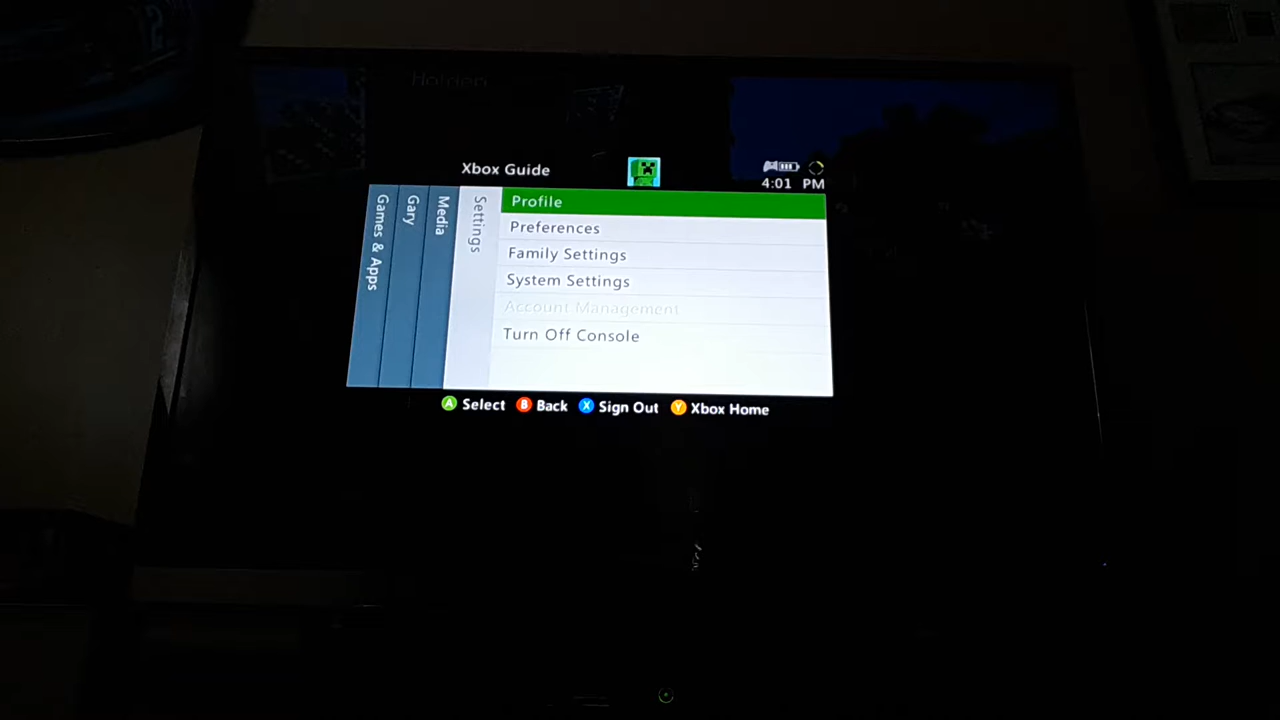 Holden
Xbox Guide
4:01 PM
Games & Apps
Gary
Media
Settings
Profile
Preferences
Family Settings
System Settings
Account Management
Turn Off Console
A Select B Back X Sign Out Y Xbox Home